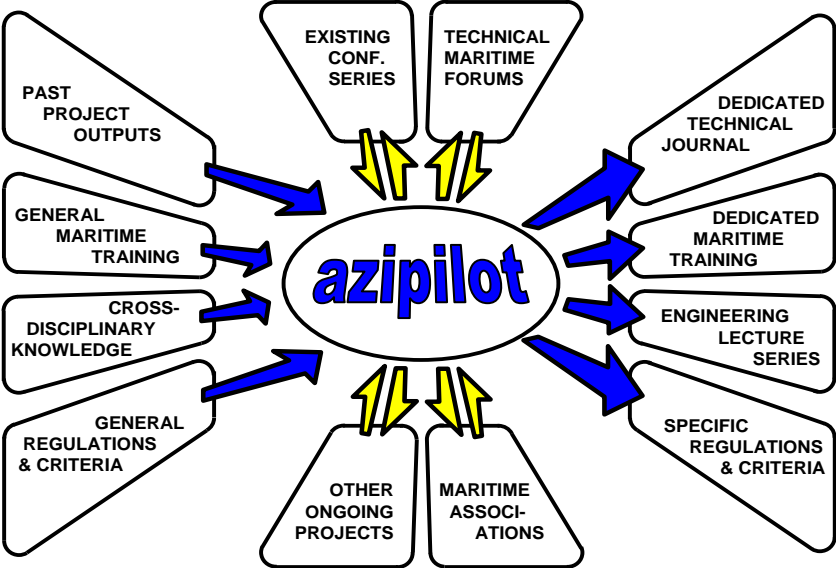 EXISTING
CONF.
SERIES
TECHNICAL
MARITIME
FORUMS
PAST
PROJECT
OUTPUTS
DEDICATED
TECHNICAL
JOURNAL
GENERAL
MARITIME
TRAINING
DEDICATED
MARITIME
TRAINING
azipilot
CROSS-
DISCIPLINARY
KNOWLEDGE
ENGINEERING
LECTURE
SERIES
GENERAL
REGULATIONS
& CRITERIA
SPECIFIC
REGULATIONS
& CRITERIA
OTHER
ONGOING
PROJECTS
MARITIME
ASSOCI-
ATIONS